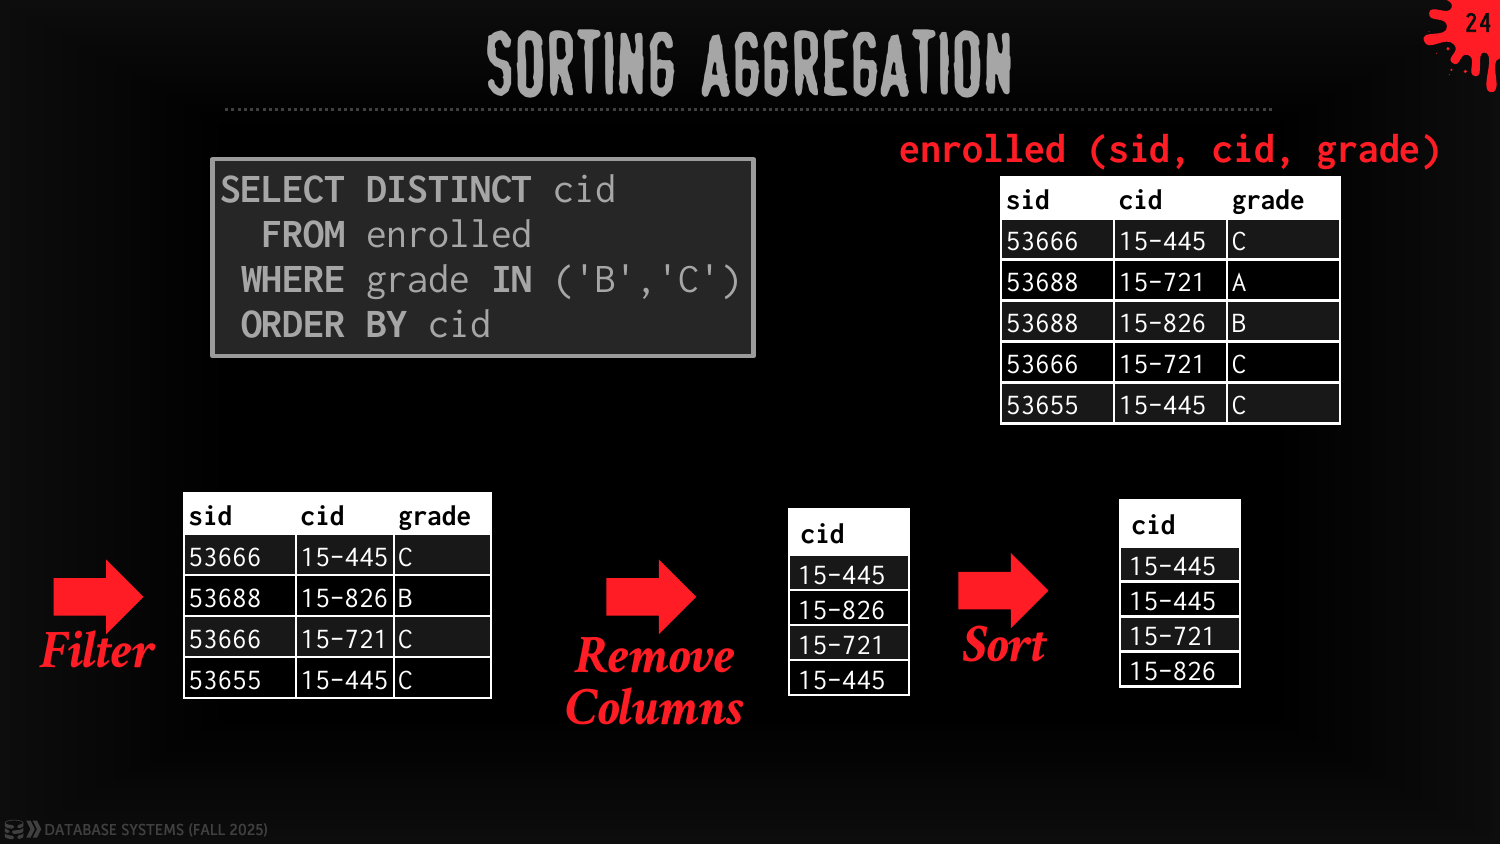 24
SORTING AGGREGATION
SELECT DISTINCT cid
FROM enrolled
WHERE grade IN ('B','C')
ORDER BY cid
enrolled (sid, cid, grade)
sid cid grade
53666 15-445 C
53688 15-721 A
53688 15-826 B
53666 15-721 C
53655 15-445 C
Filter
sid cid grade
53666 15-445 C
53688 15-826 B
53666 15-721 C
53655 15-445 C
Remove
Columns
cid
15-445
15-826
15-721
15-445
Sort
cid
15-445
15-445
15-721
15-826
DATABASE SYSTEMS (FALL 2025)